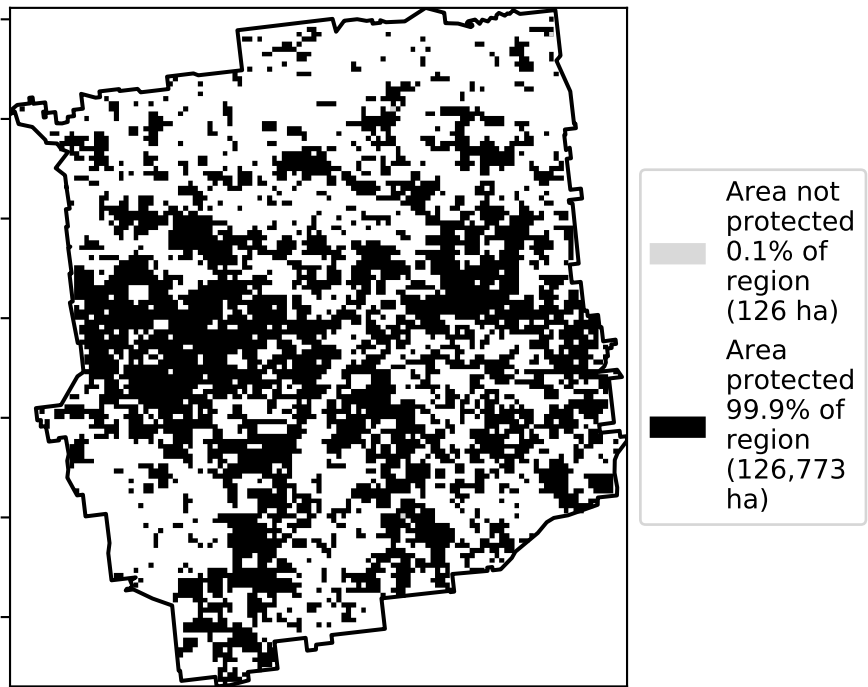 Area not
protected
0.1% of
region
(126 ha)
Area
protected
99.9% of
region
(126,773
ha)